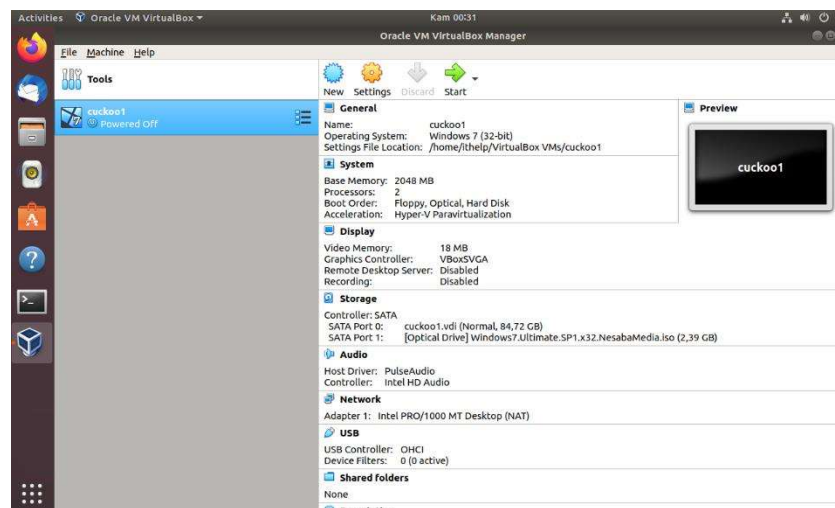 Activities Oracle VM VirtualBox Kam 00:31
Oracle VM VirtualBox Manager
File Machine Help
Tools
New Settings Discard Start
cuckoo1
Powered Off
General
Name: cuckoo1
Operating System: Windows 7 (32-bit)
Settings File Location: /home/ithelp/VirtualBox VMs/cuckoo1
System
Base Memory: 2048 MB
Processors: 2
Boot Order: Floppy, Optical, Hard Disk
Acceleration: Hyper-V Paravirtualization
Display
Video Memory: 18 MB
Graphics Controller: VBoxSVGA
Remote Desktop Server: Disabled
Recording: Disabled
Storage
Controller: SATA
SATA Port 0: cuckoo1.vdi (Normal, 84,72 GB)
SATA Port 1: [Optical Drive] Windows7.Ultimate.SP1.x32.NesabaMedia.iso (2,39 GB)
Audio
Host Driver: PulseAudio
Controller: Intel HD Audio
Network
Adapter 1: Intel PRO/1000 MT Desktop (NAT)
USB
USB Controller: OHCI
Device Filters: 0 (0 active)
Shared folders
None
Preview
cuckoo1